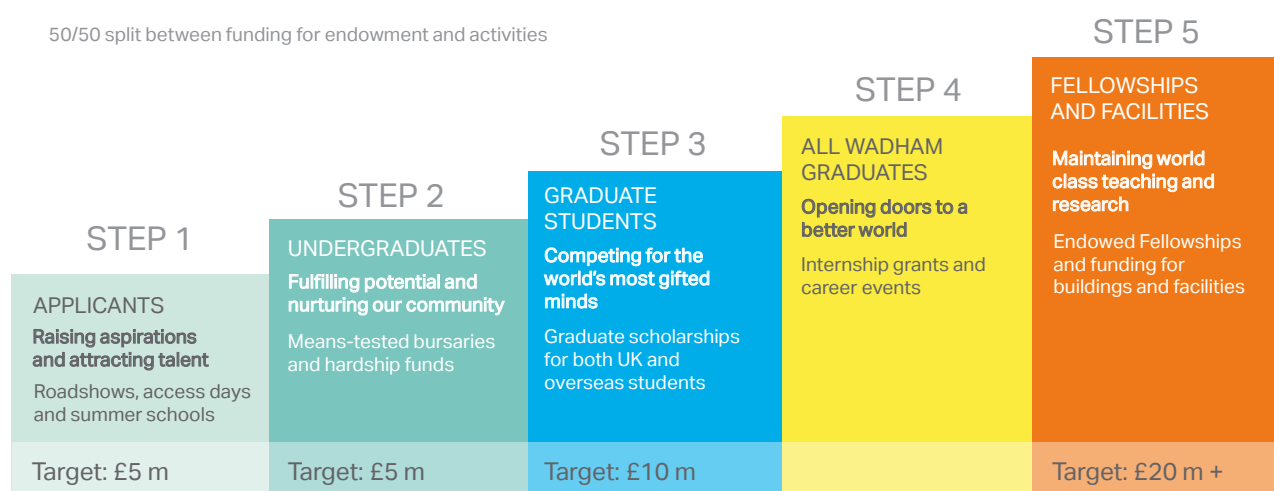 50/50 split between funding for endowment and activities
STEP 1
APPLICANTS
Raising aspirations
and attracting talent
Roadshows, access days
and summer schools
Target: £5 m
STEP 2
UNDERGRADUATES
Fulfilling potential and
nurturing our community
Means-tested bursaries
and hardship funds
Target: £5 m
STEP 3
GRADUATE
STUDENTS
Competing for the
world's most gifted
minds
Graduate scholarships
for both UK and
overseas students
Target: £10 m
STEP 4
ALL WADHAM
GRADUATES
Opening doors to a
better world
Internship grants and
career events
STEP 5
FELLOWSHIPS
AND FACILITIES
Maintaining world
class teaching and
research
Endowed Fellowships
and funding for
buildings and facilities
Target: £20 m +